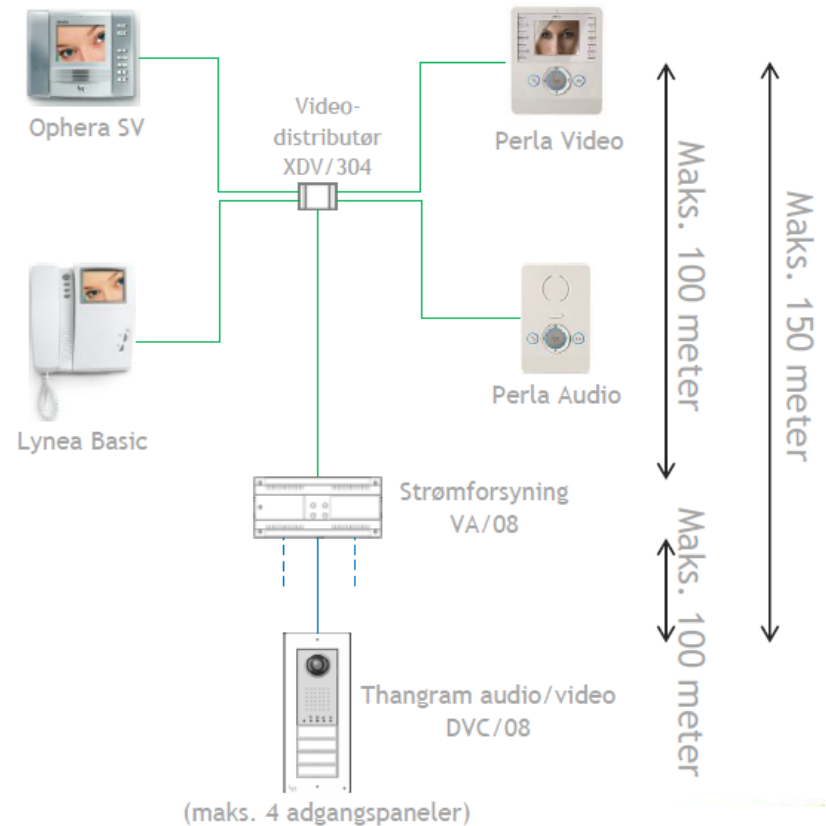 Ophera SV
Video-
distributør
XDV/304
Perla Video
Lynea Basic
Perla Audio
Strømforsyning
VA/08
Thangram audio/video
DVC/08
(maks. 4 adgangspaneler)
Maks. 100 meter
Maks. 100 meter
Maks. 150 meter